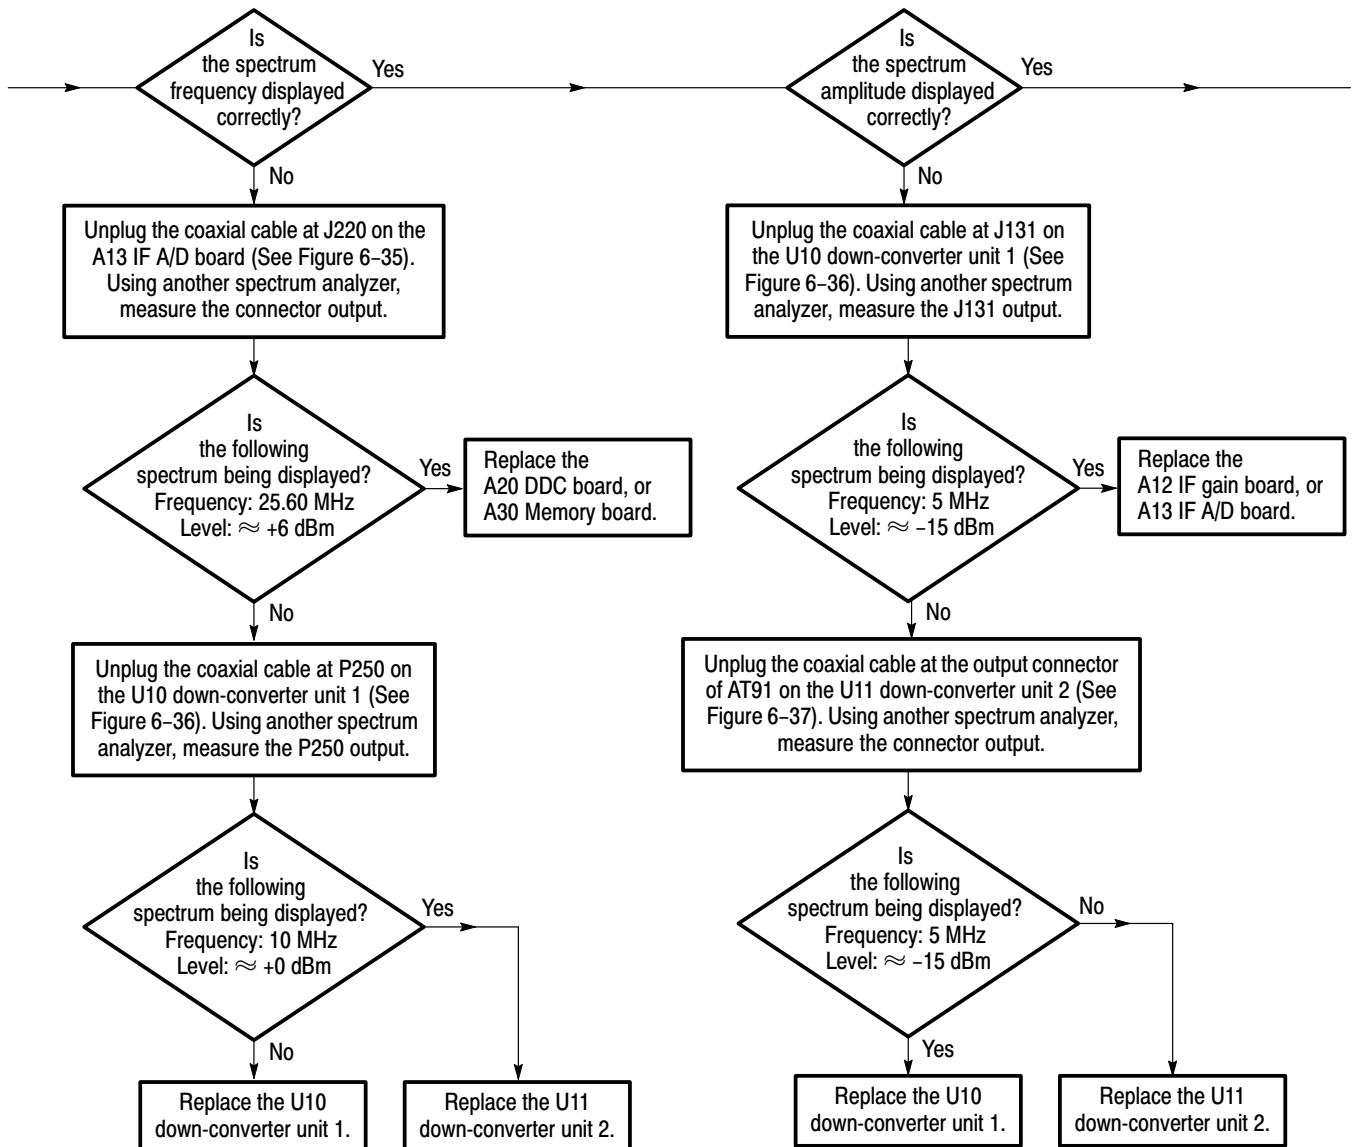 Is
the spectrum
frequency displayed
correctly?
Yes
No
Unplug the coaxial cable at J220 on the
A13 IF A/D board (See Figure 6–35).
Using another spectrum analyzer,
measure the connector output.
Is
the following
spectrum being displayed?
Frequency: 25.60 MHz
Level: ≈ +6 dBm
Yes
Replace the
A20 DDC board, or
A30 Memory board.
No
Unplug the coaxial cable at P250 on
the U10 down-converter unit 1 (See
Figure 6–36). Using another spectrum
analyzer, measure the P250 output.
Is
the following
spectrum being displayed?
Frequency: 10 MHz
Level: ≈ +0 dBm
Yes
No
Replace the U10
down-converter unit 1.
Replace the U11
down-converter unit 2.
Is
the spectrum
amplitude displayed
correctly?
Yes
No
Unplug the coaxial cable at J131 on
the U10 down-converter unit 1 (See
Figure 6–36). Using another spectrum
analyzer, measure the J131 output.
Is
the following
spectrum being displayed?
Frequency: 5 MHz
Level: ≈ –15 dBm
Yes
Replace the
A12 IF gain board, or
A13 IF A/D board.
No
Unplug the coaxial cable at the output connector
of AT91 on the U11 down-converter unit 2 (See
Figure 6–37). Using another spectrum analyzer,
measure the connector output.
Is
the following
spectrum being displayed?
Frequency: 5 MHz
Level: ≈ –15 dBm
No
Yes
Replace the U10
down-converter unit 1.
Replace the U11
down-converter unit 2.